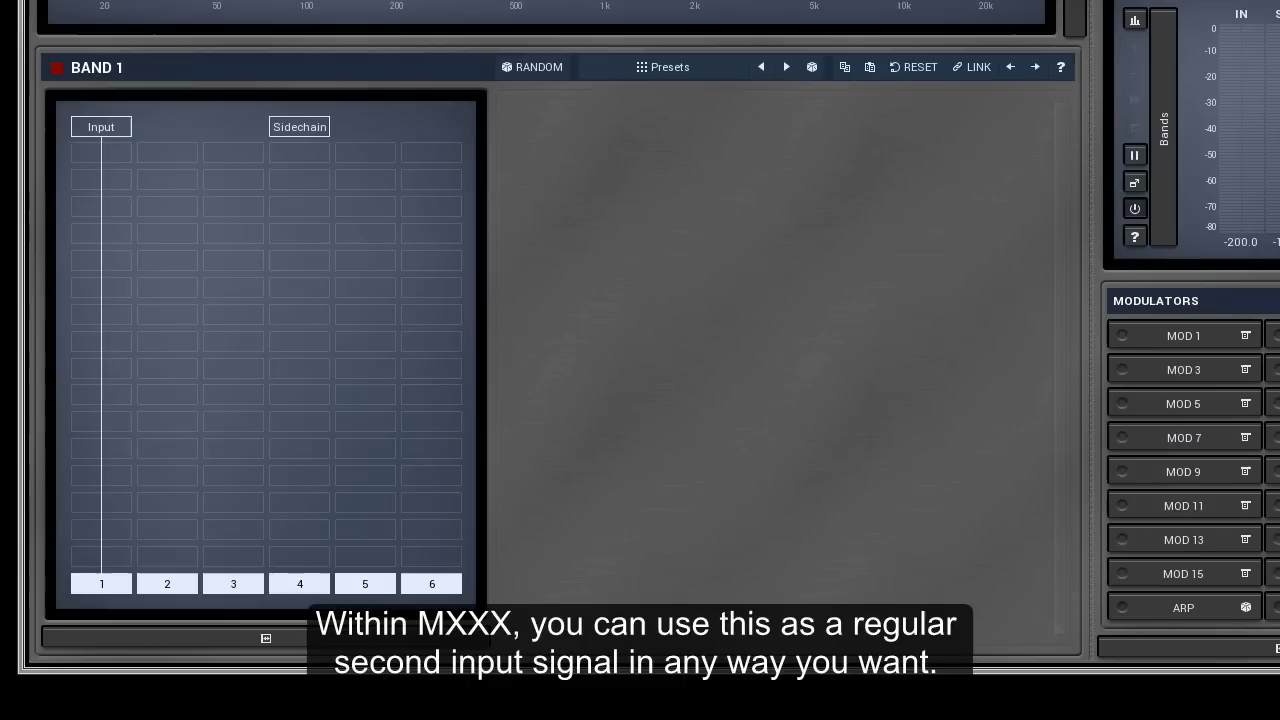 20 50 100 200 500 1k 2k 5k 10k 20k
IN
BAND 1
RANDOM
Presets
RESET
LINK
?
Input
Sidechain
1 2 3 4 5 6
Bands
?
0
-10
-20
-30
-40
-50
-60
-70
-80
-200.0
MODULATORS
MOD 1
MOD 3
MOD 5
MOD 7
MOD 9
MOD 11
MOD 13
MOD 15
ARP
Within MXXX, you can use this as a regular
second input signal in any way you want.